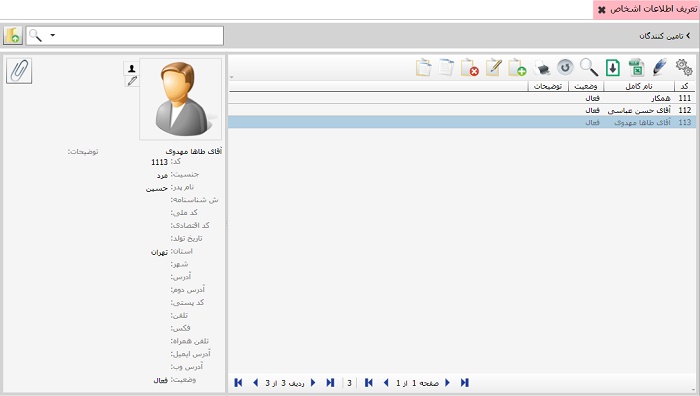 تعریف اطلاعات اشخاص
تامین کنندگان
کد نام کامل وضعیت توضیحات
111 همکار فعال
112 آقای حسن عباسی فعال
113 آقای طاها مهدوی فعال
صفحه 1 از 1 3 ردیف 3 از 3
آقای طاها مهدوی
توضیحات:
کد: 1113
جنسیت: مرد
نام پدر: حسین
ش شناسنامه:
کد ملی:
کد اقتصادی:
تاریخ تولد:
استان: تهران
شهر:
آدرس:
آدرس دوم:
کد پستی:
تلفن:
فکس:
تلفن همراه:
آدرس ایمیل:
آدرس وب:
وضعیت: فعال